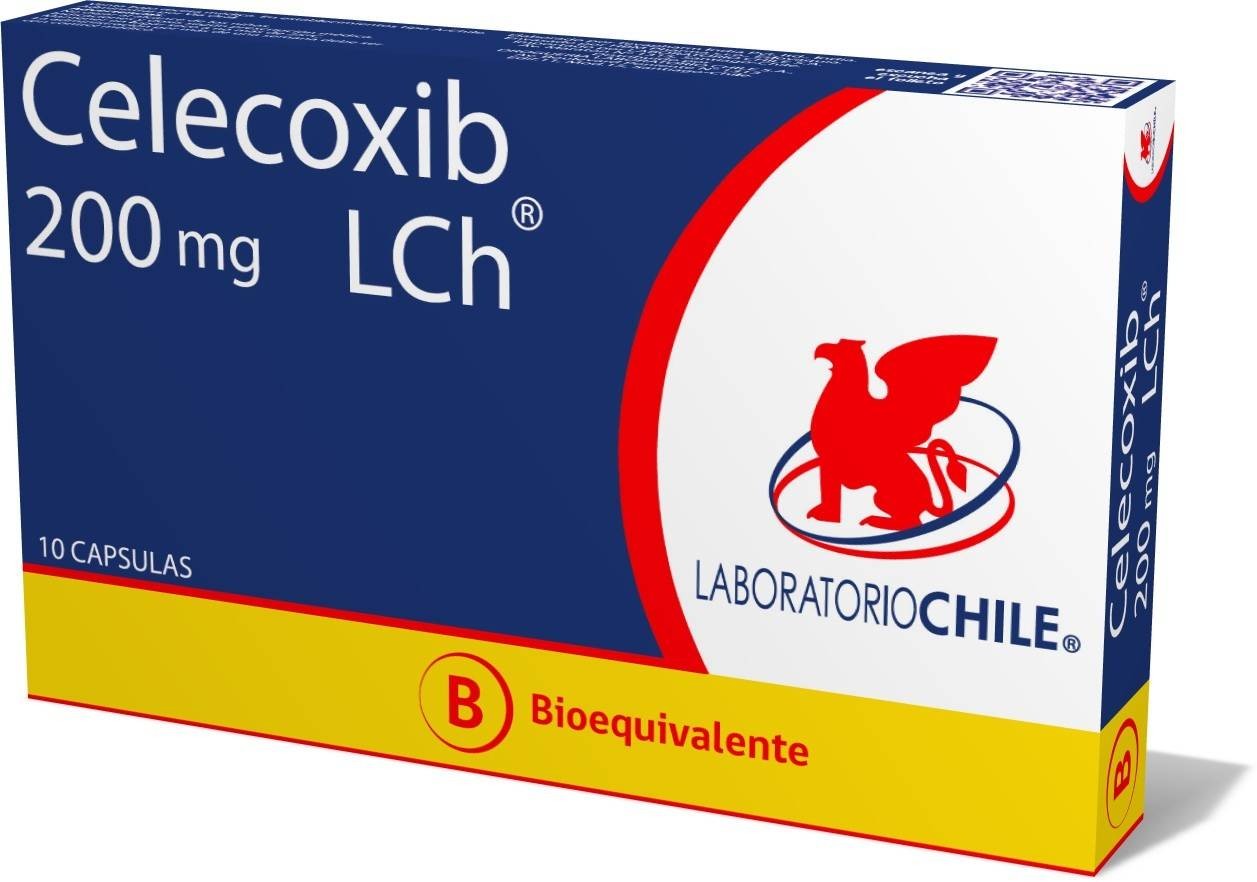 Celecoxib
200 mg LCh®
10 CAPSULAS
B Bioequivalente
LABORATORIOCHILE®
Celecoxib
200 mg LCh®
B